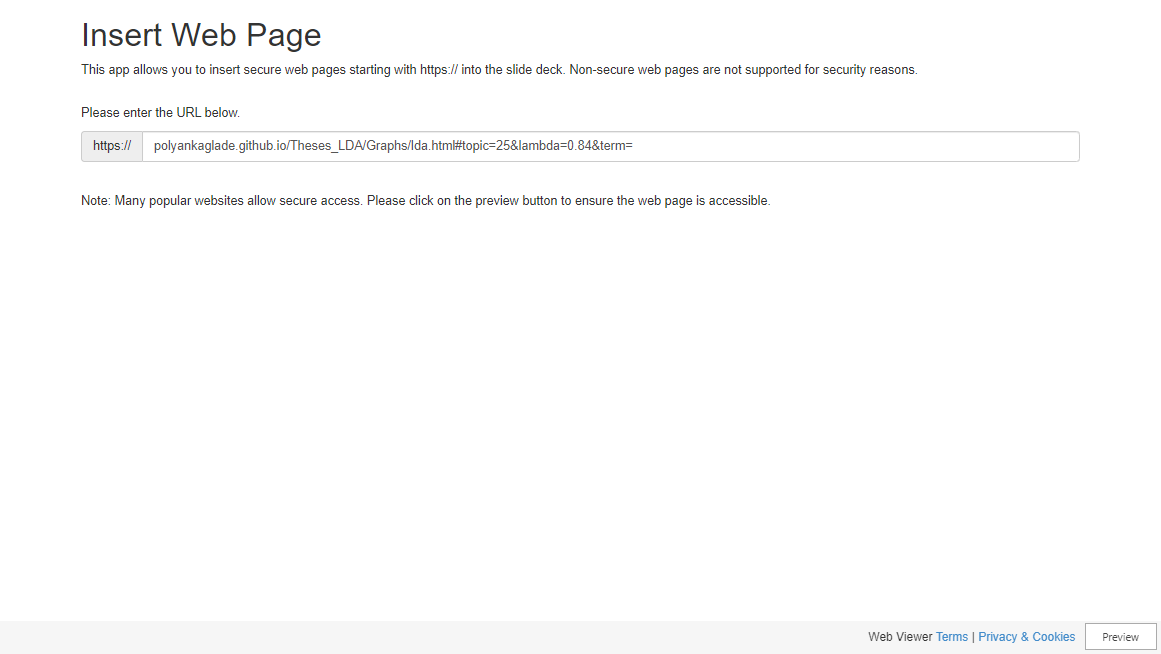 Insert Web Page
This app allows you to insert secure web pages starting with https:// into the slide deck. Non-secure web pages are not supported for security reasons.
Please enter the URL below.
https:// polyankaglade.github.io/Theses_LDA/Graphs/lda.html#topic=25&lambda=0.84&term=
Note: Many popular websites allow secure access. Please click on the preview button to ensure the web page is accessible.
Web Viewer Terms | Privacy & Cookies Preview